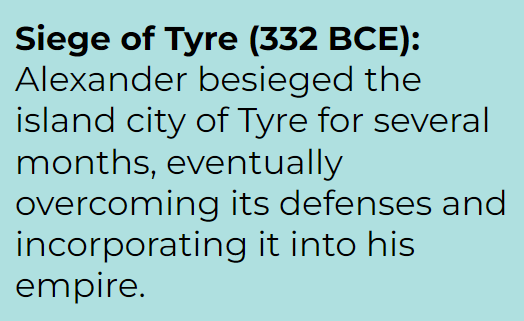 Siege of Tyre (332 BCE):
Alexander besieged the
island city of Tyre for several
months, eventually
overcoming its defenses and
incorporating it into his
empire.